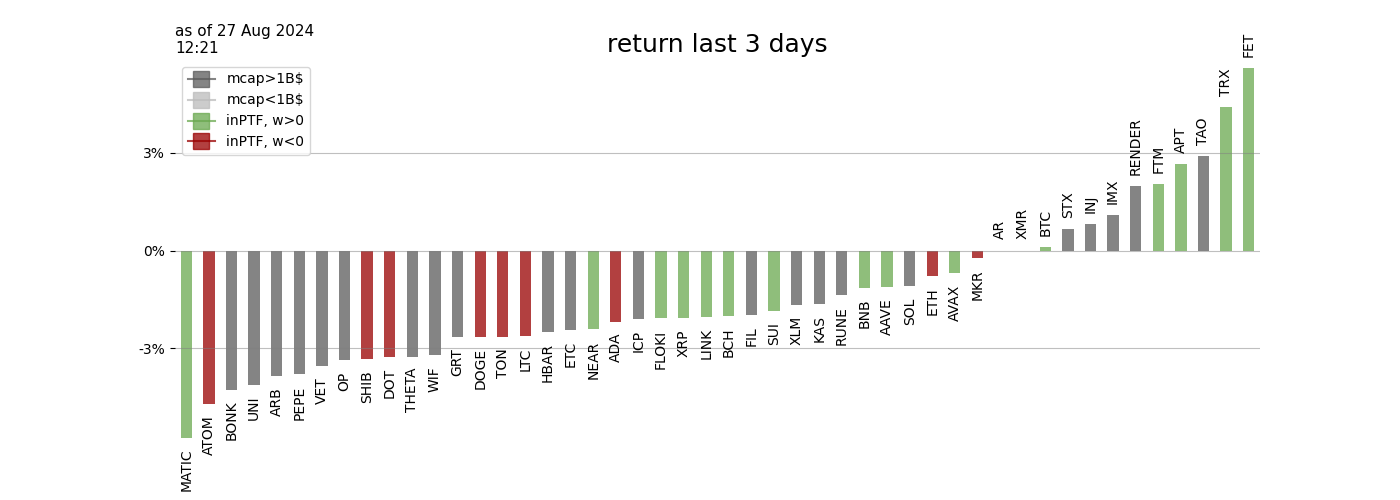 as of 27 Aug 2024
12:21
return last 3 days
mcap>1B$
mcap<1B$
inPTF, w>0
inPTF, w<0
3%
0%
-3%
MATIC
ATOM
BONK
UNI
ARB
PEPE
VET
OP
SHIB
DOT
THETA
WIF
GRT
DOGE
TON
LTC
HBAR
ETC
NEAR
ADA
ICP
FLOKI
XRP
LINK
BCH
FIL
SUI
XLM
KAS
RUNE
BNB
AAVE
SOL
ETH
AVAX
MKR
AR
XMR
BTC
STX
INJ
IMX
RENDER
FTM
APT
TAO
TRX
FET